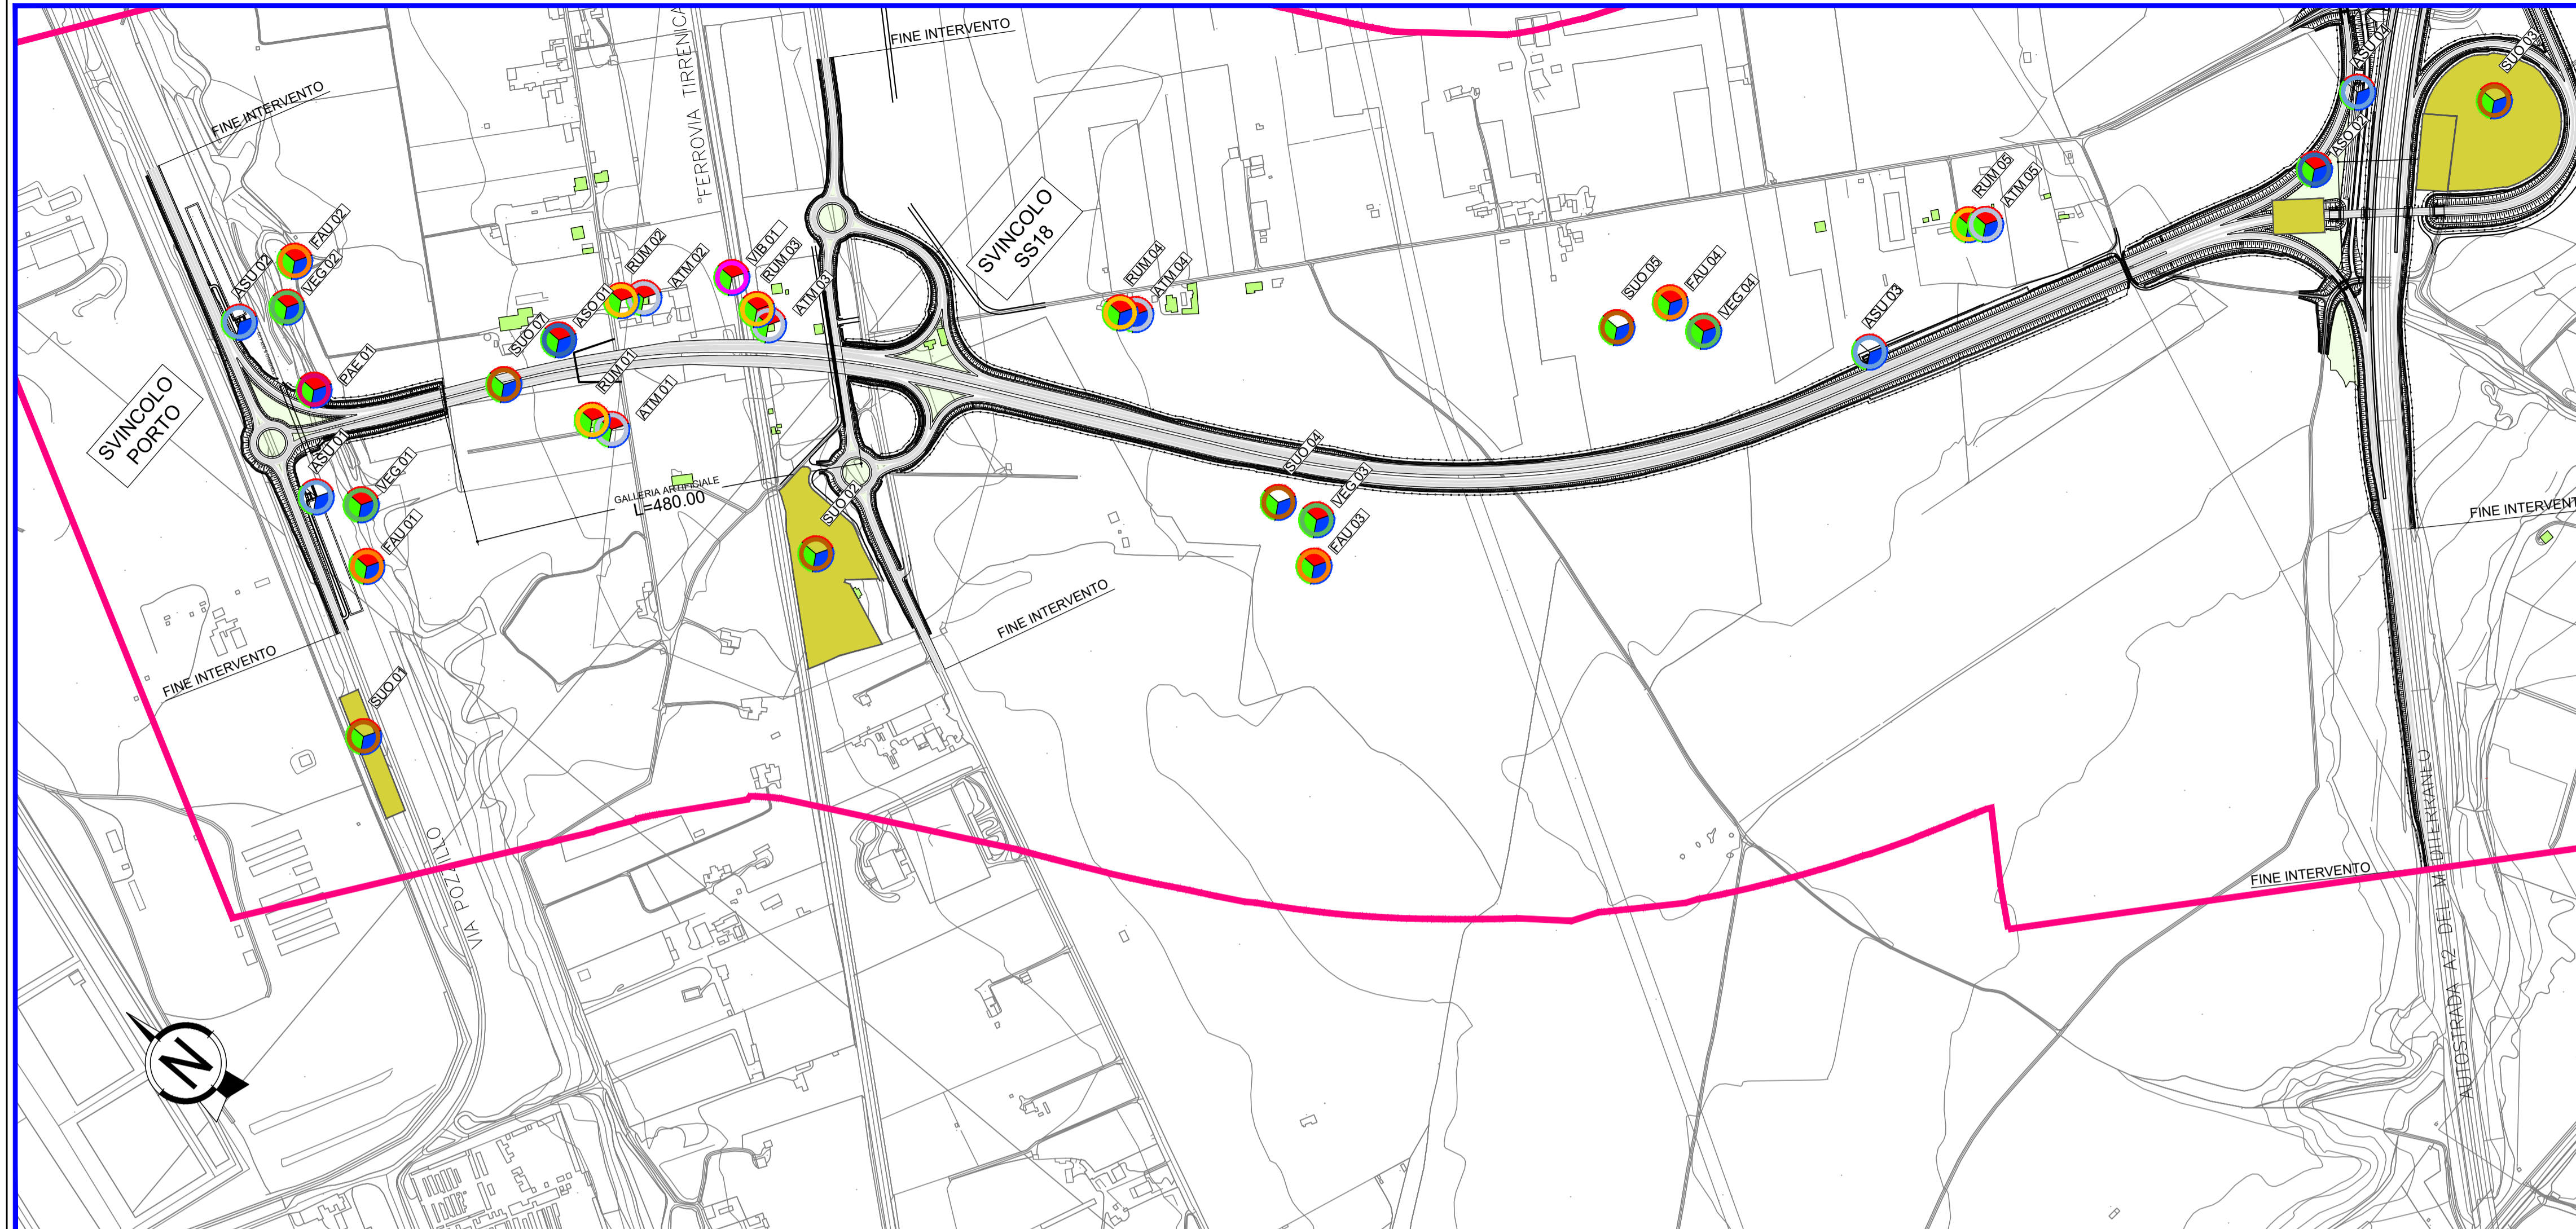 FINE INTERVENTO
FERROVIA TIRRENICA
FINE INTERVENTO
ASU 04
SUO 03
ASO 02
SVINCOLO
SS18
RUM 05
ATM 05
FAU 02
VEG 02
ASU 02
RUM 02
ATM 02
VIB 01
RUM 03
ATM 03
RUM 04
ATM 04
SUO 05
FAU 04
VEG 04
ASU 03
SUO 07
ASO 01
PAE 01
RUM 01
ATM 01
SVINCOLO
PORTO
ASU 01
VEG 01
FAU 01
GALLERIA ARTIFICIALE
L=480.00
SUO 02
SUO 04
VEG 03
FAU 03
FINE INTERVENTO
FINE INTERVENTO
FINE INTERVENTO
SUO 01
VIA POZZILLO
FINE INTERVENTO
AUTOSTRADA A2 DEL MEDITERRANEO
N